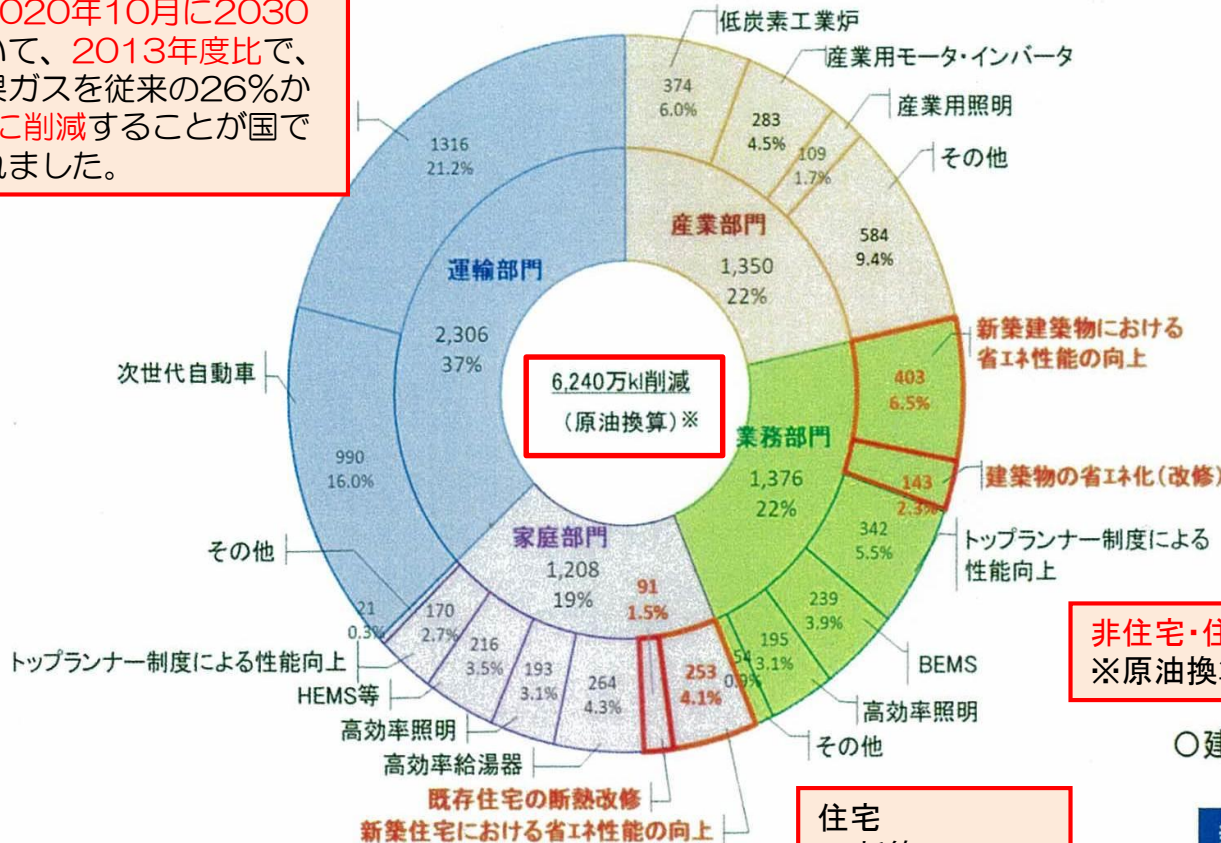 020年10月に2030
いて、2013年度比で、
果ガスを従来の26%か
に削減することが国で
れました。
低炭素工業炉
374
6.0%
産業用モータ・インバータ
283
4.5%
産業用照明
109
1.7%
その他
584
9.4%
産業部門
1,350
22%
新築建築物における
省エネ性能の向上
403
6.5%
建築物の省エネ化(改修)
143
2.3%
業務部門
1,376
22%
トップランナー制度による
性能向上
342
5.5%
BEMS
239
3.9%
高効率照明
195
3.1%
その他
54
0.9%
6,240万kl削減
(原油換算)※
運輸部門
2,306
37%
1316
21.2%
次世代自動車
990
16.0%
家庭部門
1,208
19%
91
1.5%
253
4.1%
264
4.3%
193
3.1%
216
3.5%
170
2.7%
21
0.3%
その他
トップランナー制度による性能向上
HEMS等
高効率照明
高効率給湯器
既存住宅の断熱改修
新築住宅における省エネ性能の向上
非住宅・住
※原油換
○建
住宅